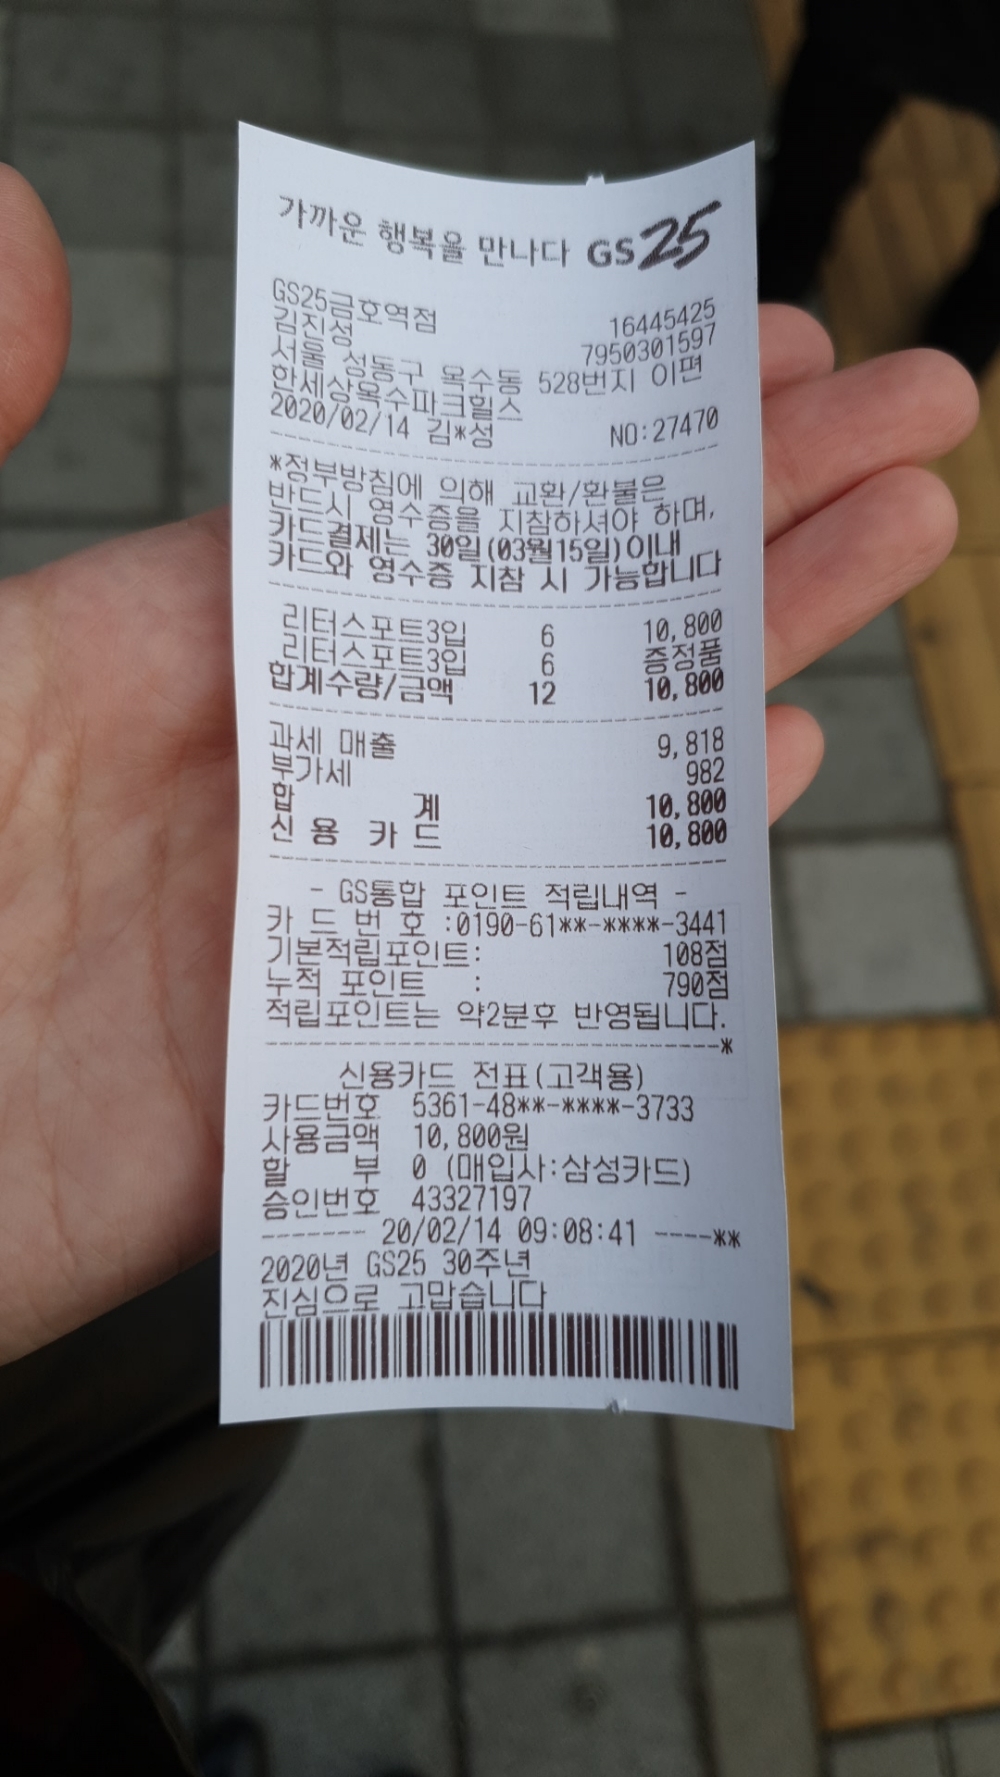 가까운 행복을 만나다 GS25
GS25금호역점 16445425
김진성 7950301597
서울 성동구 옥수동 528번지 이편
한세상옥수파크힐스
2020/02/14 김*성 NO:27470
*정부방침에 의해 교환/환불은
반드시 영수증을 지참하셔야 하며,
카드결제는 30일(03월15일)이내
카드와 영수증 지참 시 가능합니다
리터스포트3입 6 10,800
리터스포트3입 6 증정품
합계수량/금액 12 10,800
과세 매출 9,818
부가세 982
합 계 10,800
신 용 카 드 10,800
- GS통합 포인트 적립내역 -
카 드 번 호 :0190-61**-****-3441
기본적립포인트: 108점
누적 포인트 : 790점
적립포인트는 약2분후 반영됩니다.
*
신용카드 전표(고객용)
카드번호 5361-48**-****-3733
사용금액 10,800원
할 부 0 (매입사:삼성카드)
승인번호 43327197
------- 20/02/14 09:08:41 ----**
2020년 GS25 30주년
진심으로 고맙습니다